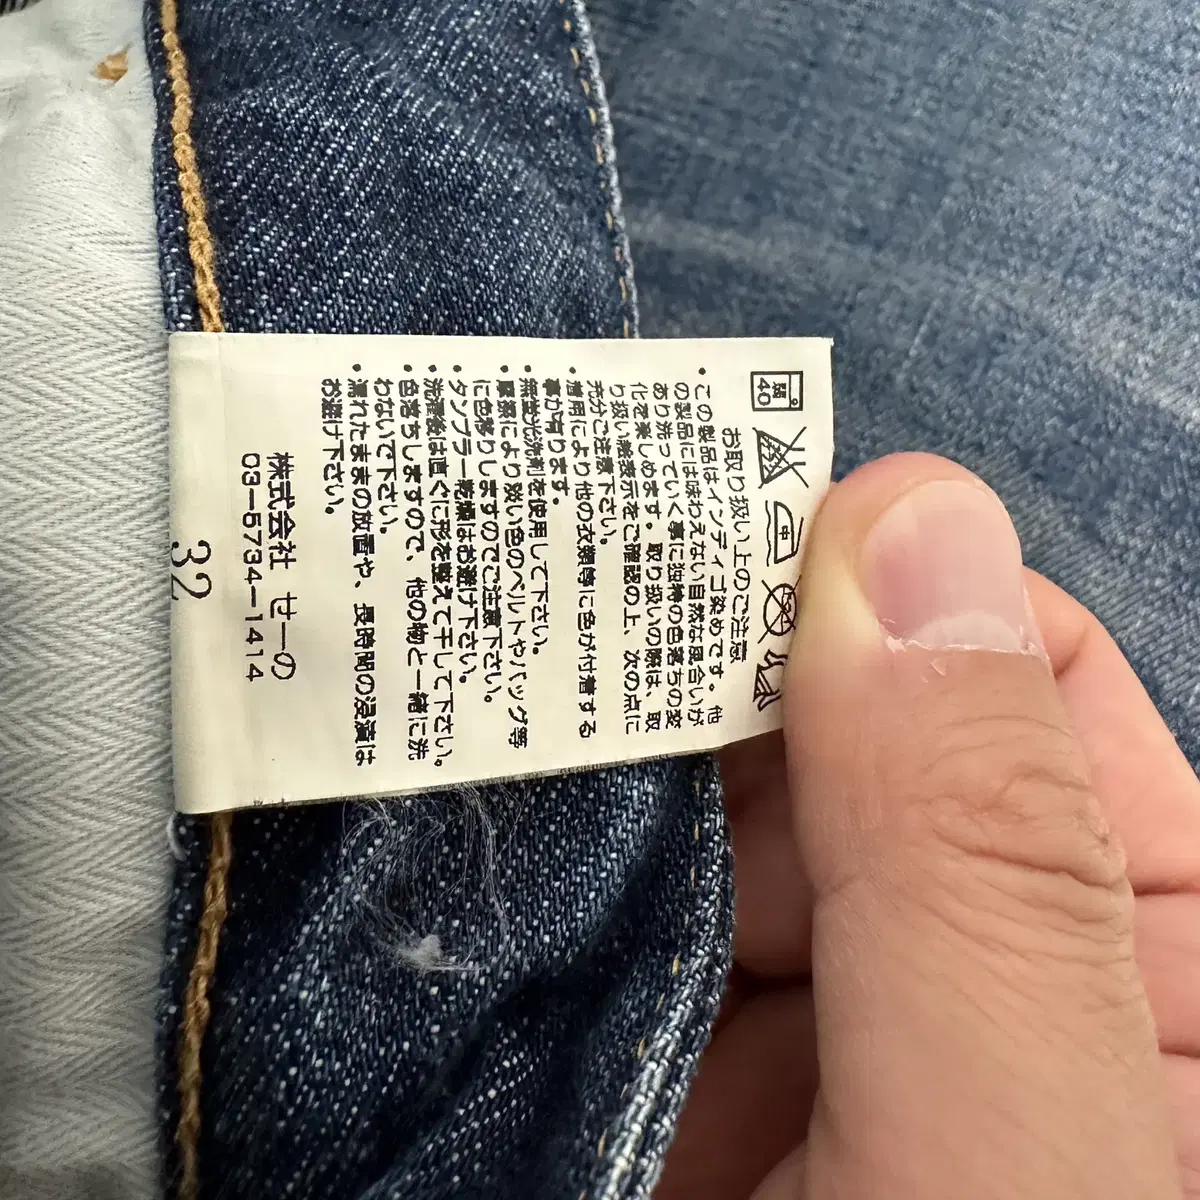 弱
40
中
お取り扱い上のご注意
・この製品はインディゴ染めです。他
の製品には味わえない自然な風合いが
あり洗っていく事に独特の色落ちの変
化を楽しめます。取り扱いの際は、取
り扱い絵表示をご確認の上、次の点に
充分ご注意下さい。
・着用により他の衣類等に色が付着する
事が有ります。
・無蛍光洗剤を使用して下さい。
・摩擦により淡い色のベルトやバッグ等
に色移りしますのでご注意下さい。
・タンブラー乾燥はお避け下さい。
・洗濯後は直ぐに形を整えて干して下さい。
・色落ちしますので、他の物と一緒に洗
わないで下さい。
・濡れたままの放置や、長時間の浸漬は
お避け下さい。
株式会社 せーの
03-5734-1414
32